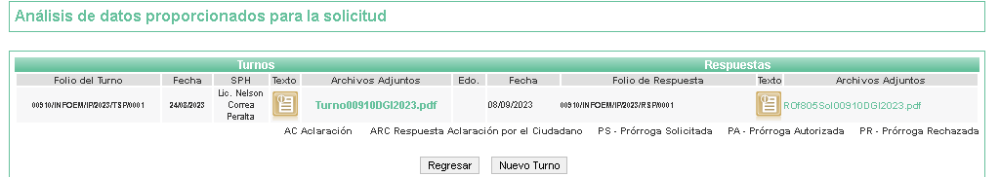 Análisis de datos proporcionados para la solicitud
Turnos Respuestas
Folio del Turno Fecha SPH Texto Archivos Adjuntos Edo. Fecha Folio de Respuesta Texto Archivos Adjuntos
00910/INFOEM/IP/2023/TSP/0001 24/08/2023 Lic. Nelson Correa Peralta Turno00910DGI2023.pdf 08/09/2023 00910/INFOEM/IP/2023/RSP/0001 ROf805Sol00910DGI2023.pdf
AC Aclaración ARC Respuesta Aclaración por el Ciudadano PS - Prórroga Solicitada PA - Prórroga Autorizada PR - Prórroga Rechazada
Regresar Nuevo Turno